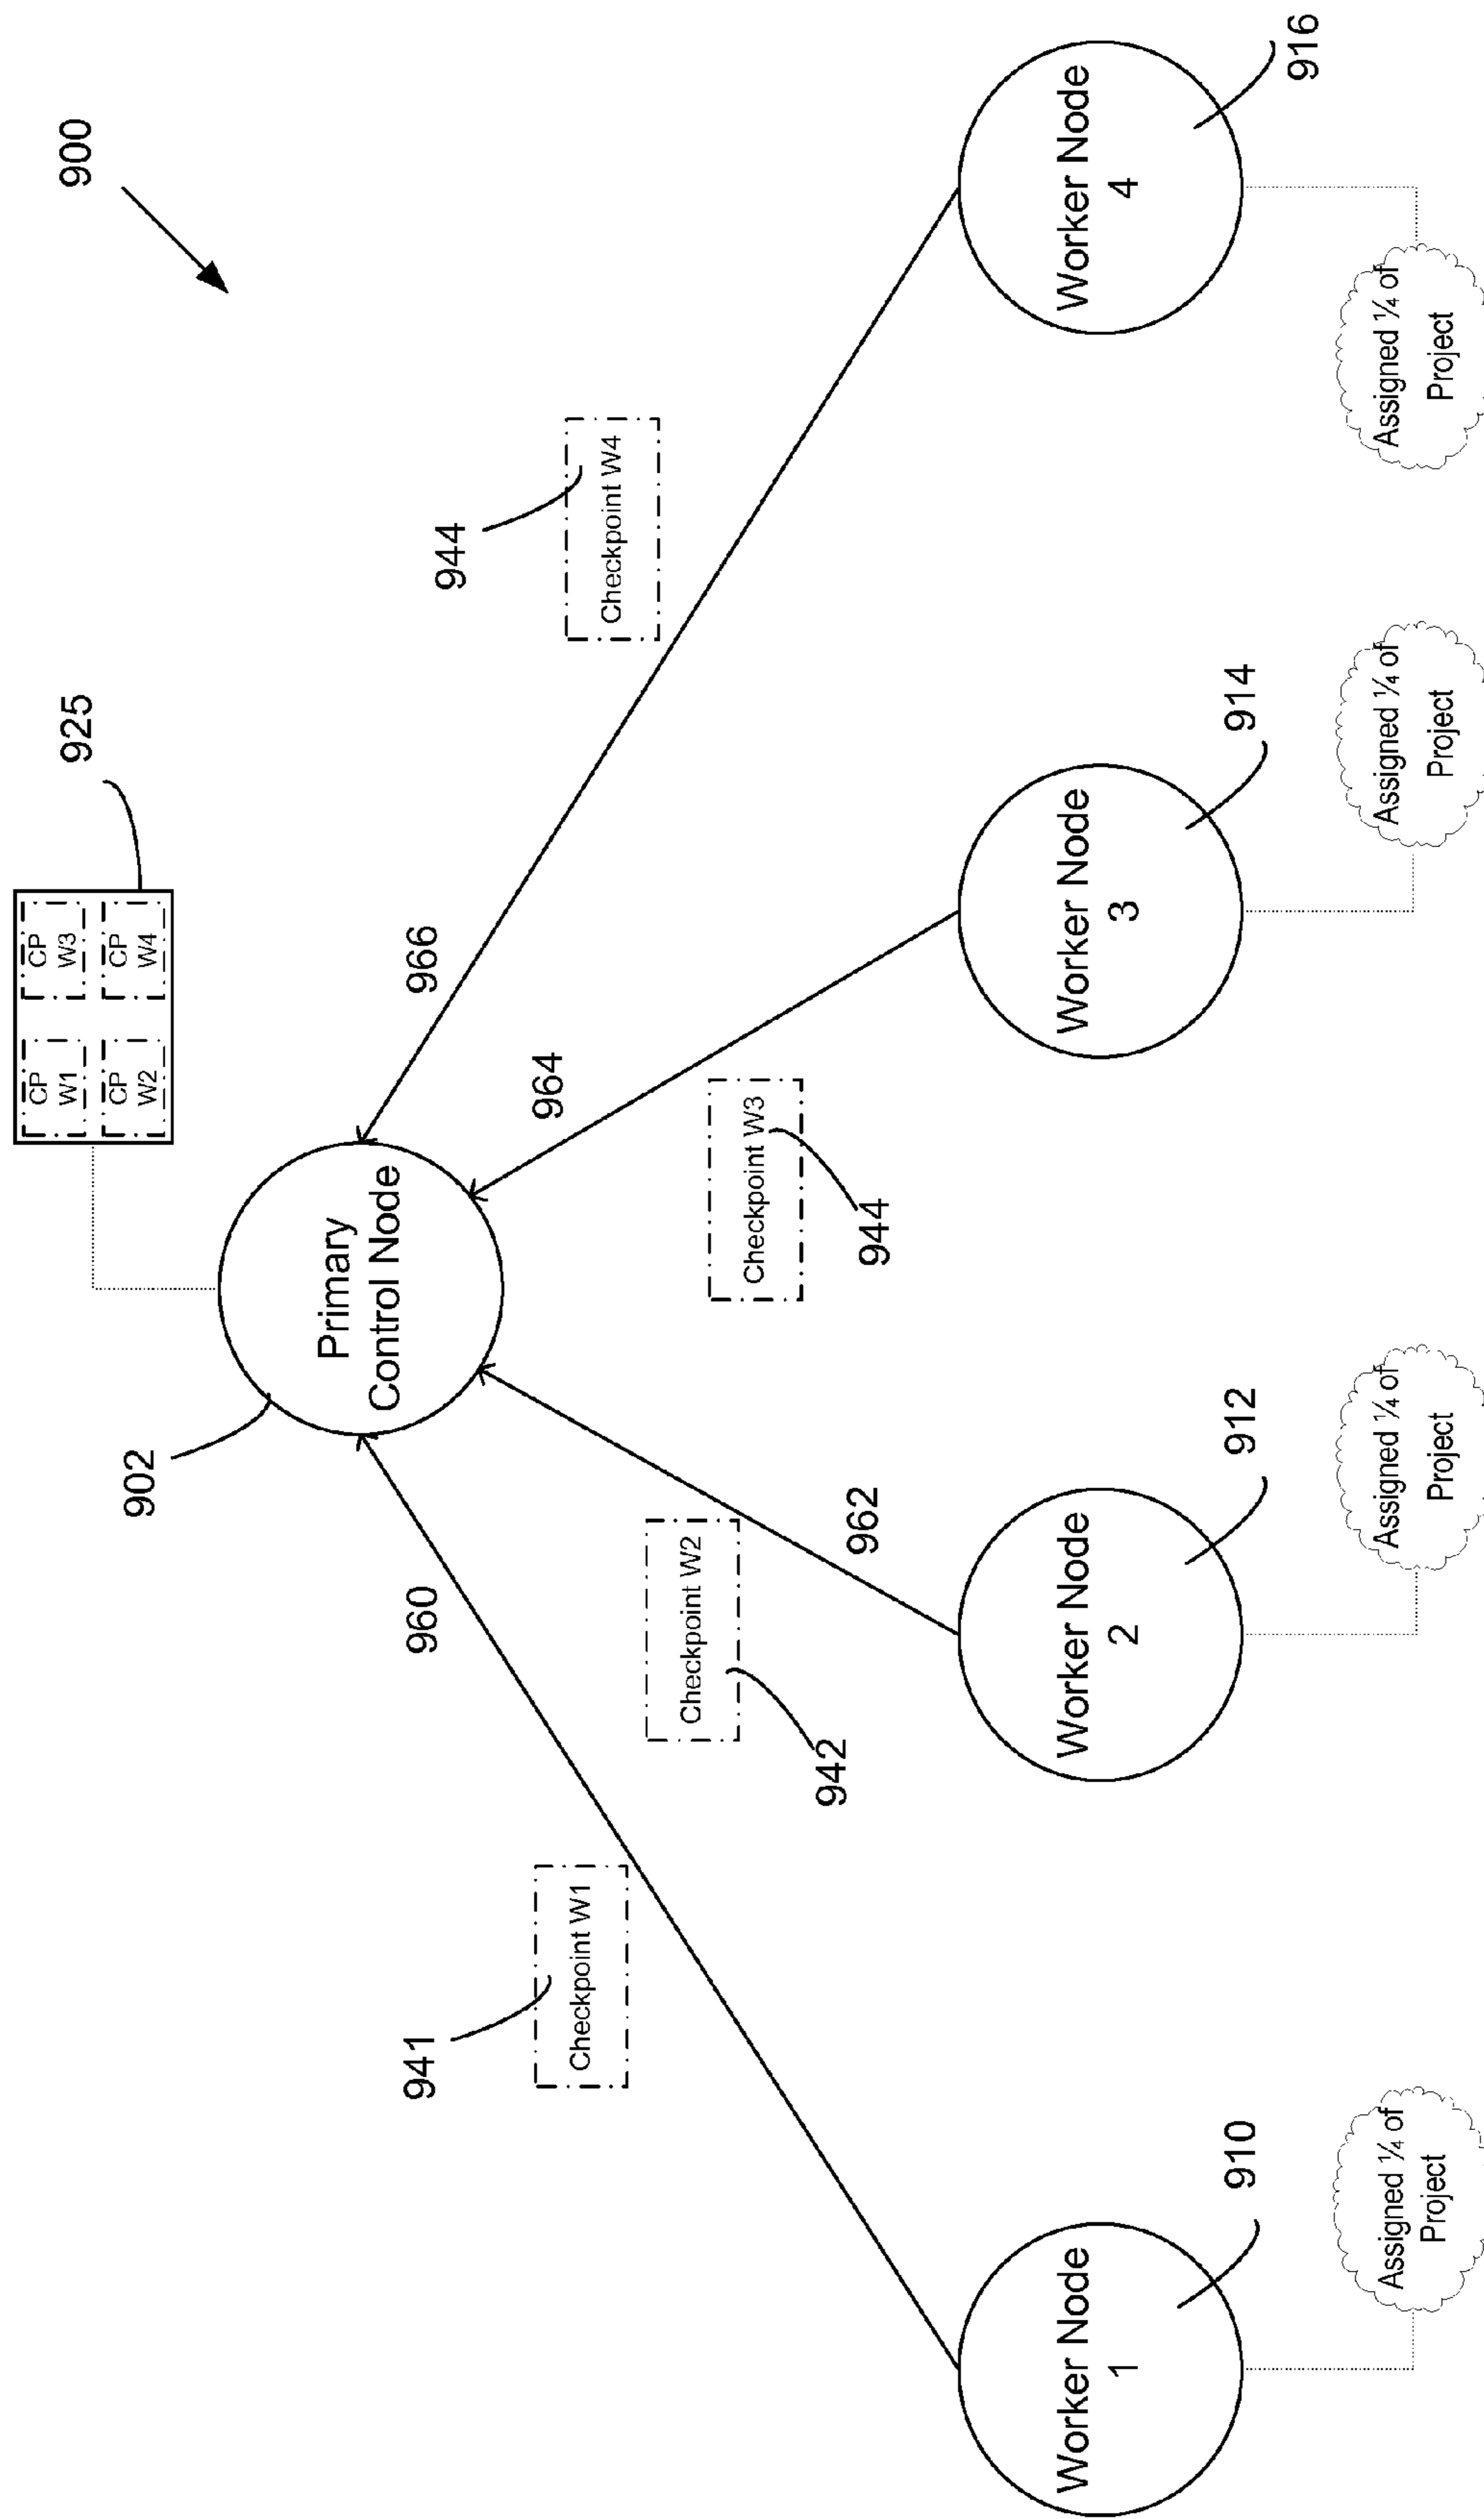 900
925
CP
W1
CP
W3
CP
W2
CP
W4
902
Primary
Control Node
960
966
941
Checkpoint W1
944
Checkpoint W4
964
Checkpoint W2
942
962
Checkpoint W3
944
Worker Node
1
910
Worker Node
2
912
Worker Node
3
914
Worker Node
4
916
Assigned ¼ of
Project
Assigned ¼ of
Project
Assigned ¼ of
Project
Assigned ¼ of
Project